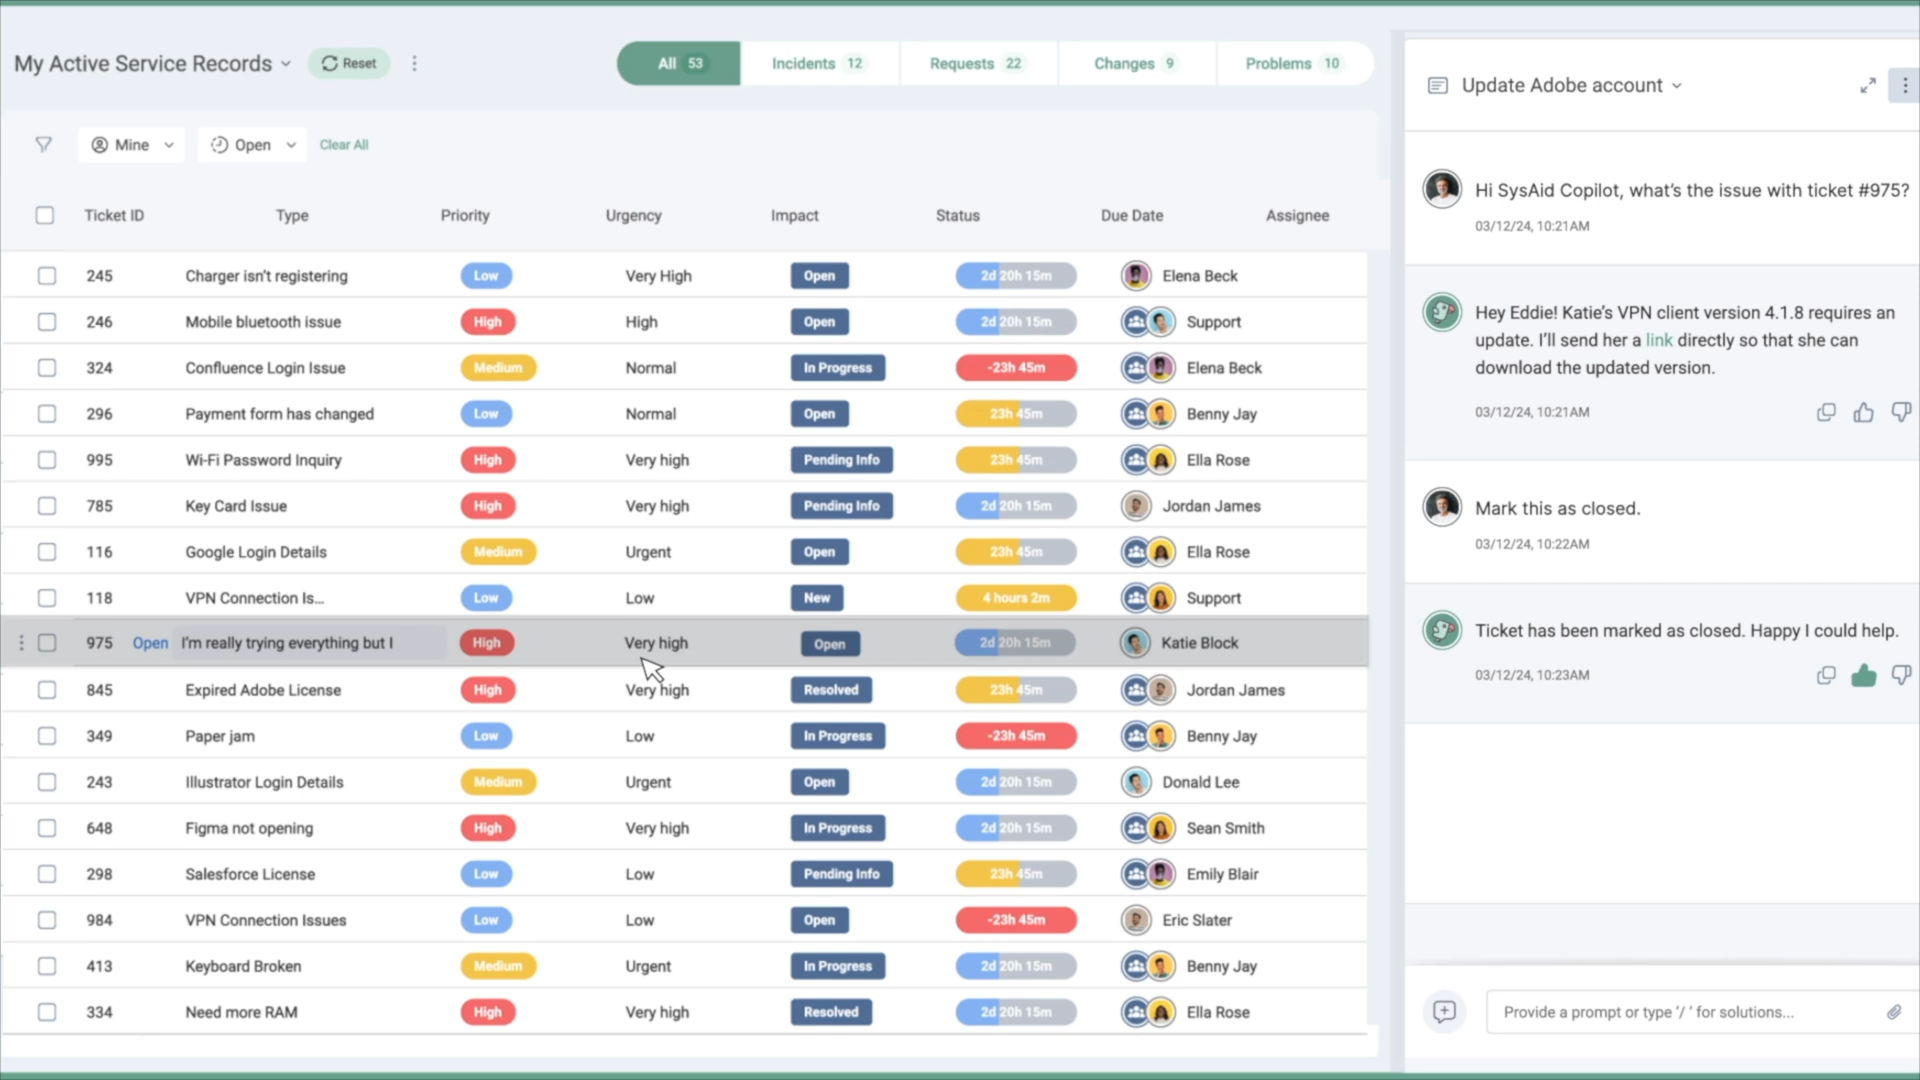 My Active Service Records
Reset
All 53
Incidents 12
Requests 22
Changes 9
Problems 10
Mine
Open
Clear All
Ticket ID Type Priority Urgency Impact Status Due Date Assignee
245 Charger isn't registering Low Very High Open 2d 20h 15m Elena Beck
246 Mobile bluetooth issue High High Open 2d 20h 15m Support
324 Confluence Login Issue Medium Normal In Progress -23h 45m Elena Beck
296 Payment form has changed Low Normal Open 23h 45m Benny Jay
995 Wi-Fi Password Inquiry High Very high Pending Info 23h 45m Ella Rose
785 Key Card Issue High Very high Pending Info 2d 20h 15m Jordan James
116 Google Login Details Medium Urgent Open 23h 45m Ella Rose
118 VPN Connection Is... Low Low New 4 hours 2m Support
975 Open I'm really trying everything but I High Very high Open 2d 20h 15m Katie Block
845 Expired Adobe License High Very high Resolved 23h 45m Jordan James
349 Paper jam Low Low In Progress -23h 45m Benny Jay
243 Illustrator Login Details Medium Urgent Open 2d 20h 15m Donald Lee
648 Figma not opening High Very high In Progress 2d 20h 15m Sean Smith
298 Salesforce License Low Low Pending Info 23h 45m Emily Blair
984 VPN Connection Issues Low Low Open -23h 45m Eric Slater
413 Keyboard Broken Medium Urgent In Progress 2d 20h 15m Benny Jay
334 Need more RAM High Very high Resolved 2d 20h 15m Ella Rose
Update Adobe account
Hi SysAid Copilot, what's the issue with ticket #975?
03/12/24, 10:21AM
Hey Eddie! Katie's VPN client version 4.1.8 requires an
update. I'll send her a link directly so that she can
download the updated version.
03/12/24, 10:21AM
Mark this as closed.
03/12/24, 10:22AM
Ticket has been marked as closed. Happy I could help.
03/12/24, 10:23AM
Provide a prompt or type '/ ' for solutions...